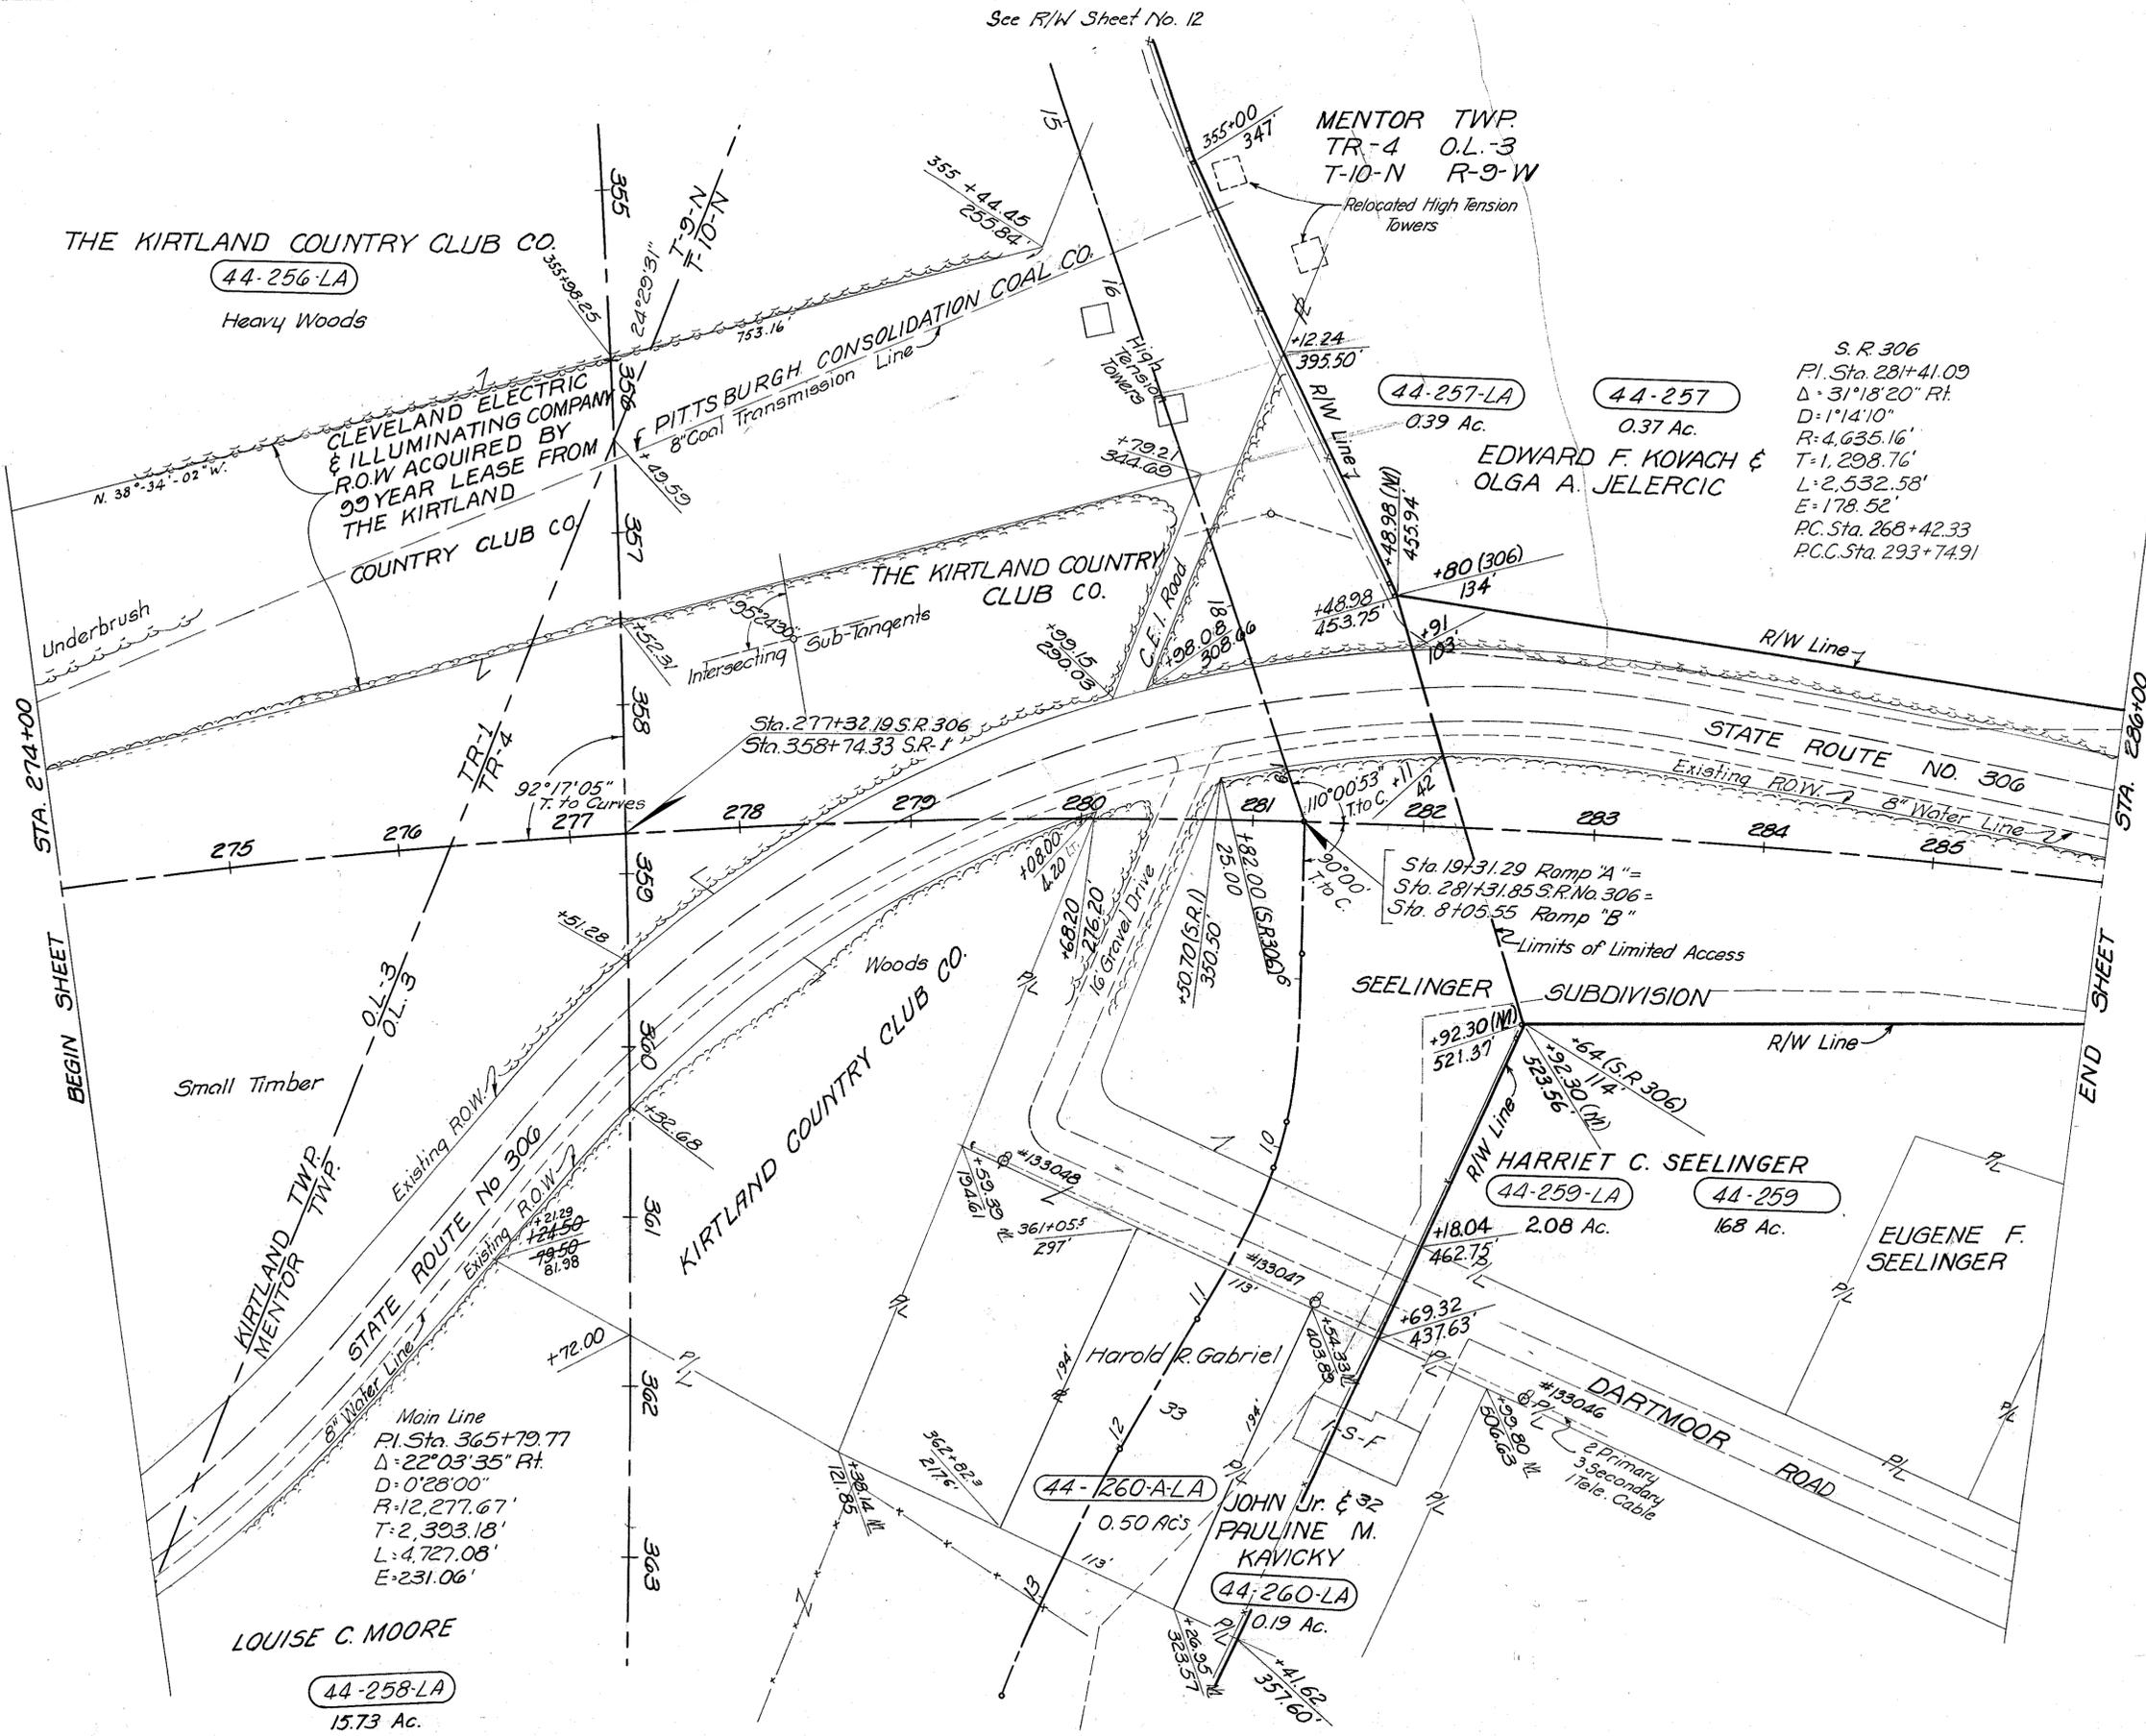 See R/W Sheet No. 12
MENTOR TWP.
TR-4 O.L.-3
T-10-N R-9-W
Relocated High Tension
Towers
355+00
347'
15
355 +44.45
255.84'
355
T-9-N
T-10-N
THE KIRTLAND COUNTRY CLUB CO.
44-256-LA
Heavy Woods
355+98.25
24°29'31"
753.16'
PITTSBURGH CONSOLIDATION COAL CO.
8" Coal Transmission Line
16
High
Tension
Towers
+12.24
395.50'
R/W Line
44-257-LA
0.39 Ac.
44-257
0.37 Ac.
EDWARD F. KOVACH &
OLGA A. JELERCIC
S.R. 306
P.I. Sta. 281+41.09
Δ=31°18'20" Rt.
D=1°14'10"
R=4,635.16'
T=1,298.76'
L=2,532.58'
E=178.52'
P.C. Sta. 268+42.33
P.C.C. Sta. 293+74.91
CLEVELAND ELECTRIC
& ILLUMINATING COMPANY
R.O.W ACQUIRED BY
99 YEAR LEASE FROM
THE KIRTLAND
COUNTRY CLUB CO.
N. 38°-34'-02" W.
356
+49.59
357
+79.21
344.69
+48.98 (M)
455.94'
+80 (306)
134'
+48.98
453.75'
+91
103'
R/W Line
Underbrush
THE KIRTLAND COUNTRY
CLUB CO.
C.E.I. Road
18
+98.08
308.66
+99.15
290.03
95°24'30"
Intersecting Sub-Tangents
+52.31
358
Sta. 277+32.19 S.R. 306
Sta. 358+74.33 S.R-1
TR-1
TR-4
92°17'05"
T. to Curves
BEGIN SHEET STA. 274+00
END SHEET STA. 286+00
STATE ROUTE NO. 306
Existing R.O.W.
8" Water Line
19
110°00'53"
T. to C.
+11
42
275 276 277 278 279 280 281 282 283 284 285
90°00'
T. to C.
Sta. 19+31.29 Ramp "A"=
Sta. 281+31.85 S.R. No. 306=
Sta. 8+05.55 Ramp "B"
Limits of Limited Access
+08.00
4.20 LT.
+68.20
276.20'
16' Gravel Drive
+50.70 (S.R.1)
350.50'
+82.00 (S.R306)
25.00
9
359
+51.28
Woods
KIRTLAND COUNTRY CLUB CO.
P/L
O.L.-3
O.L. 3
SEELINGER SUBDIVISION
+92.30 (M)
521.37'
R/W Line
+64 (S.R 306)
114'
+92.30 (M)
523.56'
R/W Line
Small Timber
360
Existing R.O.W.
+32.68
10
#133048
+59.39
194.61
361+05.5
297'
HARRIET C. SEELINGER
44-259-LA
2.08 Ac.
44-259
1.68 Ac.
EUGENE F.
SEELINGER
P/L
P/L
KIRTLAND TWP.
MENTOR TWP.
STATE ROUTE No 306
Existing R.O.W.
8" Water Line
+21.29
+24.50
79.50
81.98
361
+18.04
462.75'
P/L
#133047
113'
11
+69.32
437.63'
P/L
P/L
+72.00
P/L
362
194'
Harold R. Gabriel
33
+54.33
403.89
194'
1-S-F
DARTMOOR ROAD
#133046
P/L
+99.80
506.63
2 Primary
3 Secondary
1 Tele. Cable
P/L
P/L
P/L
Main Line
P.I. Sta. 365+79.77
Δ=22°03'35" Rt.
D=0°28'00"
R=12,277.67'
T=2,393.18'
L=4,727.08'
E=231.06'
363
12
362+82.3
217.6'
+38.14
121.85
44-260-A-LA
0.50 Ac's
P/L
JOHN Jr. & 32
PAULINE M.
KAVICKY
44-260-LA
0.19 Ac.
113'
13
P/L
+26.95
323.57
+41.62
357.60'
LOUISE C. MOORE
44-258-LA
15.73 Ac.